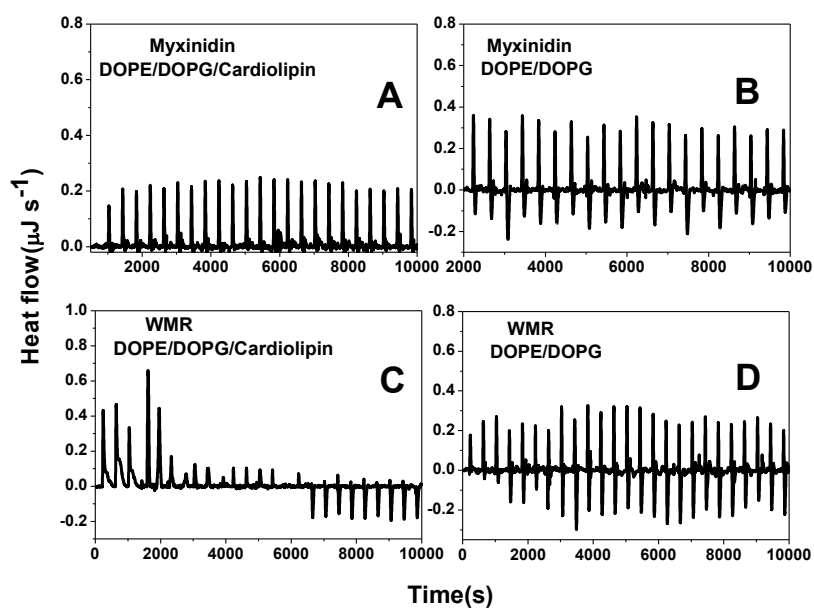 Heat flow(μJ s⁻¹)
0.8
0.6
0.4
0.2
0.0
Myxinidin
DOPE/DOPG/Cardiolipin
A
2000 4000 6000 8000 10000
0.8
0.6
0.4
0.2
0.0
-0.2
Myxinidin
DOPE/DOPG
B
2000 4000 6000 8000 10000
1.0
0.8
0.6
0.4
0.2
0.0
-0.2
WMR
DOPE/DOPG/Cardiolipin
C
0 2000 4000 6000 8000 10000
0.8
0.6
0.4
0.2
0.0
-0.2
WMR
DOPE/DOPG
D
0 2000 4000 6000 8000 10000
Time(s)